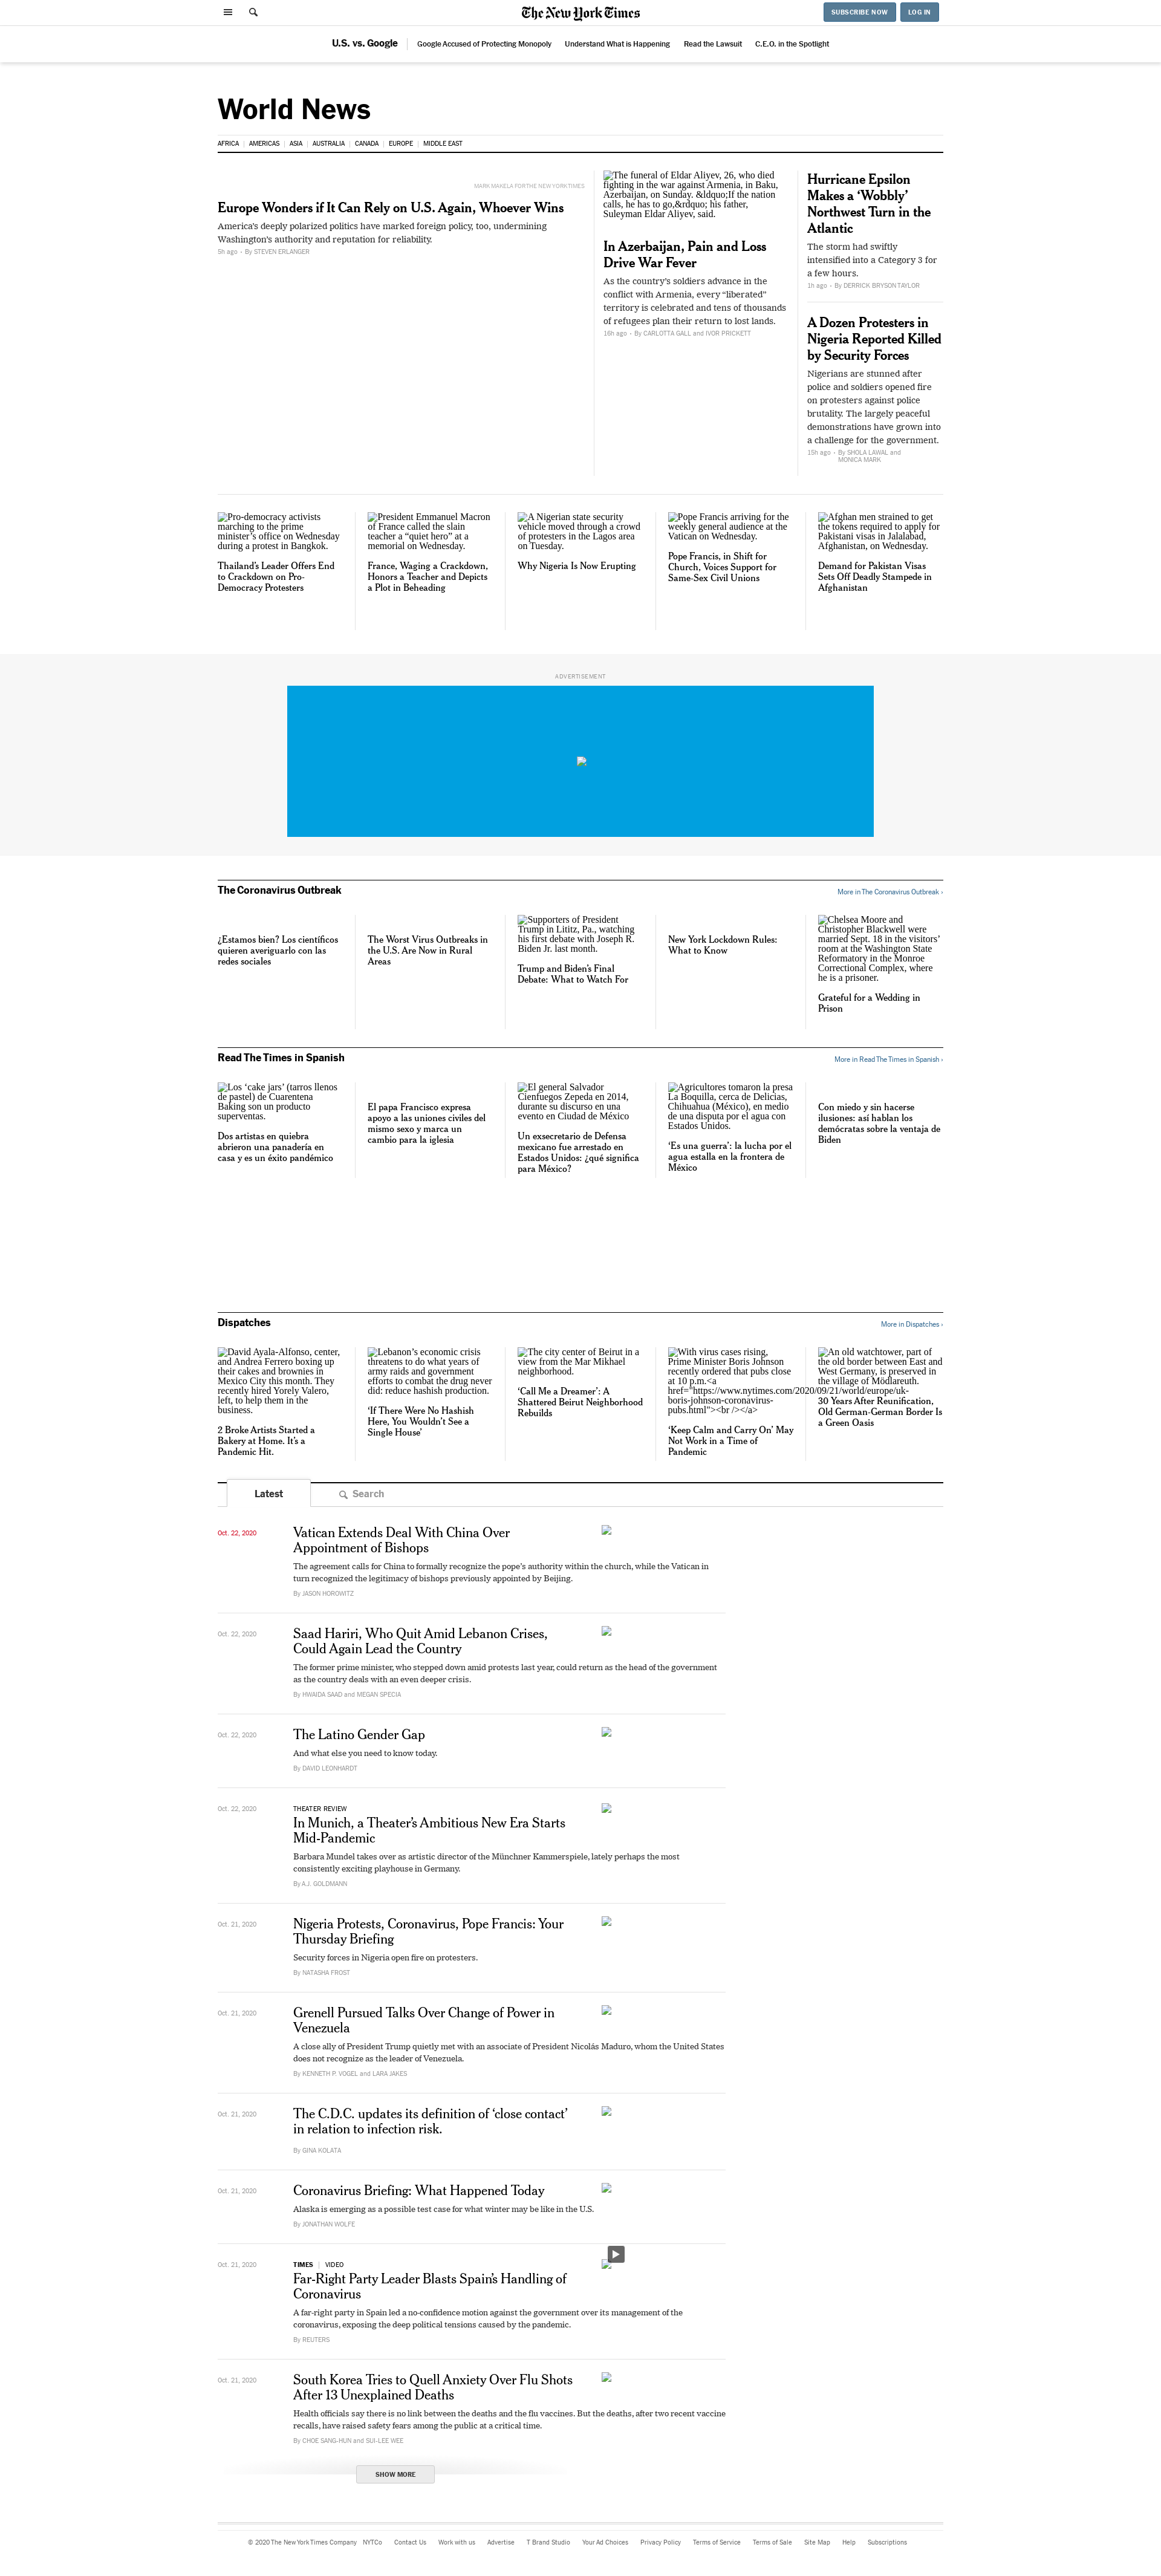 The New York Times
SUBSCRIBE NOW
LOG IN
U.S. vs. Google
Google Accused of Protecting Monopoly
Understand What is Happening
Read the Lawsuit
C.E.O. in the Spotlight
World News
AFRICA
AMERICAS
ASIA
AUSTRALIA
CANADA
EUROPE
MIDDLE EAST
MARK MAKELA FOR THE NEW YORK TIMES
Europe Wonders if It Can Rely on U.S. Again, Whoever Wins
America's deeply polarized politics have marked foreign policy, too, undermining
Washington's authority and reputation for reliability.
5h ago · By STEVEN ERLANGER
The funeral of Eldar Aliyev, 26, who died
fighting in the war against Armenia, in Baku,
Azerbaijan, on Sunday. &ldquo;If the nation
calls, he has to go,&rdquo; his father,
Suleyman Eldar Aliyev, said.
In Azerbaijan, Pain and Loss
Drive War Fever
As the country's soldiers advance in the
conflict with Armenia, every “liberated”
territory is celebrated and tens of thousands
of refugees plan their return to lost lands.
16h ago · By CARLOTTA GALL and IVOR PRICKETT
Hurricane Epsilon
Makes a ‘Wobbly’
Northwest Turn in the
Atlantic
The storm had swiftly
intensified into a Category 3 for
a few hours.
1h ago · By DERRICK BRYSON TAYLOR
A Dozen Protesters in
Nigeria Reported Killed
by Security Forces
Nigerians are stunned after
police and soldiers opened fire
on protesters against police
brutality. The largely peaceful
demonstrations have grown into
a challenge for the government.
15h ago · By SHOLA LAWAL and
MONICA MARK
Pro-democracy activists
marching to the prime
minister’s office on Wednesday
during a protest in Bangkok.
Thailand’s Leader Offers End
to Crackdown on Pro-
Democracy Protesters
President Emmanuel Macron
of France called the slain
teacher a “quiet hero” at a
memorial on Wednesday.
France, Waging a Crackdown,
Honors a Teacher and Depicts
a Plot in Beheading
A Nigerian state security
vehicle moved through a crowd
of protesters in the Lagos area
on Tuesday.
Why Nigeria Is Now Erupting
Pope Francis arriving for the
weekly general audience at the
Vatican on Wednesday.
Pope Francis, in Shift for
Church, Voices Support for
Same-Sex Civil Unions
Afghan men strained to get
the tokens required to apply for
Pakistani visas in Jalalabad,
Afghanistan, on Wednesday.
Demand for Pakistan Visas
Sets Off Deadly Stampede in
Afghanistan
ADVERTISEMENT
The Coronavirus Outbreak
More in The Coronavirus Outbreak ›
¿Estamos bien? Los científicos
quieren averiguarlo con las
redes sociales
The Worst Virus Outbreaks in
the U.S. Are Now in Rural
Areas
Supporters of President
Trump in Lititz, Pa., watching
his first debate with Joseph R.
Biden Jr. last month.
Trump and Biden’s Final
Debate: What to Watch For
New York Lockdown Rules:
What to Know
Chelsea Moore and
Christopher Blackwell were
married Sept. 18 in the visitors’
room at the Washington State
Reformatory in the Monroe
Correctional Complex, where
he is a prisoner.
Grateful for a Wedding in
Prison
Read The Times in Spanish
More in Read The Times in Spanish ›
Los ‘cake jars’ (tarros llenos
de pastel) de Cuarentena
Baking son un producto
superventas.
Dos artistas en quiebra
abrieron una panadería en
casa y es un éxito pandémico
El papa Francisco expresa
apoyo a las uniones civiles del
mismo sexo y marca un
cambio para la iglesia
El general Salvador
Cienfuegos Zepeda en 2014,
durante su discurso en una
evento en Ciudad de México
Un exsecretario de Defensa
mexicano fue arrestado en
Estados Unidos: ¿qué significa
para México?
Agricultores tomaron la presa
La Boquilla, cerca de Delicias,
Chihuahua (México), en medio
de una disputa por el agua con
Estados Unidos.
‘Es una guerra’: la lucha por el
agua estalla en la frontera de
México
Con miedo y sin hacerse
ilusiones: así hablan los
demócratas sobre la ventaja de
Biden
Dispatches
More in Dispatches ›
David Ayala-Alfonso, center,
and Andrea Ferrero boxing up
their cakes and brownies in
Mexico City this month. They
recently hired Yorely Valero,
left, to help them in the
business.
2 Broke Artists Started a
Bakery at Home. It’s a
Pandemic Hit.
Lebanon’s economic crisis
threatens to do what years of
army raids and government
efforts to combat the drug never
did: reduce hashish production.
‘If There Were No Hashish
Here, You Wouldn’t See a
Single House’
The city center of Beirut in a
view from the Mar Mikhael
neighborhood.
‘Call Me a Dreamer’: A
Shattered Beirut Neighborhood
Rebuilds
With virus cases rising,
Prime Minister Boris Johnson
recently ordered that pubs close
at 10 p.m.<a
href="https://www.nytimes.com/2020/09/21/world/europe/uk-
boris-johnson-coronavirus-
pubs.html"><br /></a>
‘Keep Calm and Carry On’ May
Not Work in a Time of
Pandemic
An old watchtower, part of
the old border between East and
West Germany, is preserved in
the village of Mödlareuth.
30 Years After Reunification,
Old German-German Border Is
a Green Oasis
Latest
Search
Oct. 22, 2020
Vatican Extends Deal With China Over
Appointment of Bishops
The agreement calls for China to formally recognize the pope’s authority within the church, while the Vatican in
turn recognized the legitimacy of bishops previously appointed by Beijing.
By JASON HOROWITZ
Oct. 22, 2020
Saad Hariri, Who Quit Amid Lebanon Crises,
Could Again Lead the Country
The former prime minister, who stepped down amid protests last year, could return as the head of the government
as the country deals with an even deeper crisis.
By HWAIDA SAAD and MEGAN SPECIA
Oct. 22, 2020
The Latino Gender Gap
And what else you need to know today.
By DAVID LEONHARDT
Oct. 22, 2020
THEATER REVIEW
In Munich, a Theater’s Ambitious New Era Starts
Mid-Pandemic
Barbara Mundel takes over as artistic director of the Münchner Kammerspiele, lately perhaps the most
consistently exciting playhouse in Germany.
By A.J. GOLDMANN
Oct. 21, 2020
Nigeria Protests, Coronavirus, Pope Francis: Your
Thursday Briefing
Security forces in Nigeria open fire on protesters.
By NATASHA FROST
Oct. 21, 2020
Grenell Pursued Talks Over Change of Power in
Venezuela
A close ally of President Trump quietly met with an associate of President Nicolás Maduro, whom the United States
does not recognize as the leader of Venezuela.
By KENNETH P. VOGEL and LARA JAKES
Oct. 21, 2020
The C.D.C. updates its definition of ‘close contact’
in relation to infection risk.
By GINA KOLATA
Oct. 21, 2020
Coronavirus Briefing: What Happened Today
Alaska is emerging as a possible test case for what winter may be like in the U.S.
By JONATHAN WOLFE
Oct. 21, 2020
TIMES | VIDEO
Far-Right Party Leader Blasts Spain’s Handling of
Coronavirus
A far-right party in Spain led a no-confidence motion against the government over its management of the
coronavirus, exposing the deep political tensions caused by the pandemic.
By REUTERS
Oct. 21, 2020
South Korea Tries to Quell Anxiety Over Flu Shots
After 13 Unexplained Deaths
Health officials say there is no link between the deaths and the flu vaccines. But the deaths, after two recent vaccine
recalls, have raised safety fears among the public at a critical time.
By CHOE SANG-HUN and SUI-LEE WEE
SHOW MORE
© 2020 The New York Times Company
NYTCo
Contact Us
Work with us
Advertise
T Brand Studio
Your Ad Choices
Privacy Policy
Terms of Service
Terms of Sale
Site Map
Help
Subscriptions